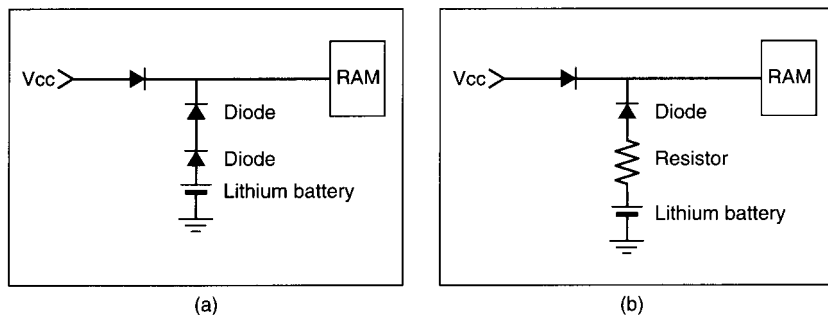 Vcc
RAM
Diode
Diode
Lithium battery
(a)
Vcc
RAM
Diode
Resistor
Lithium battery
(b)